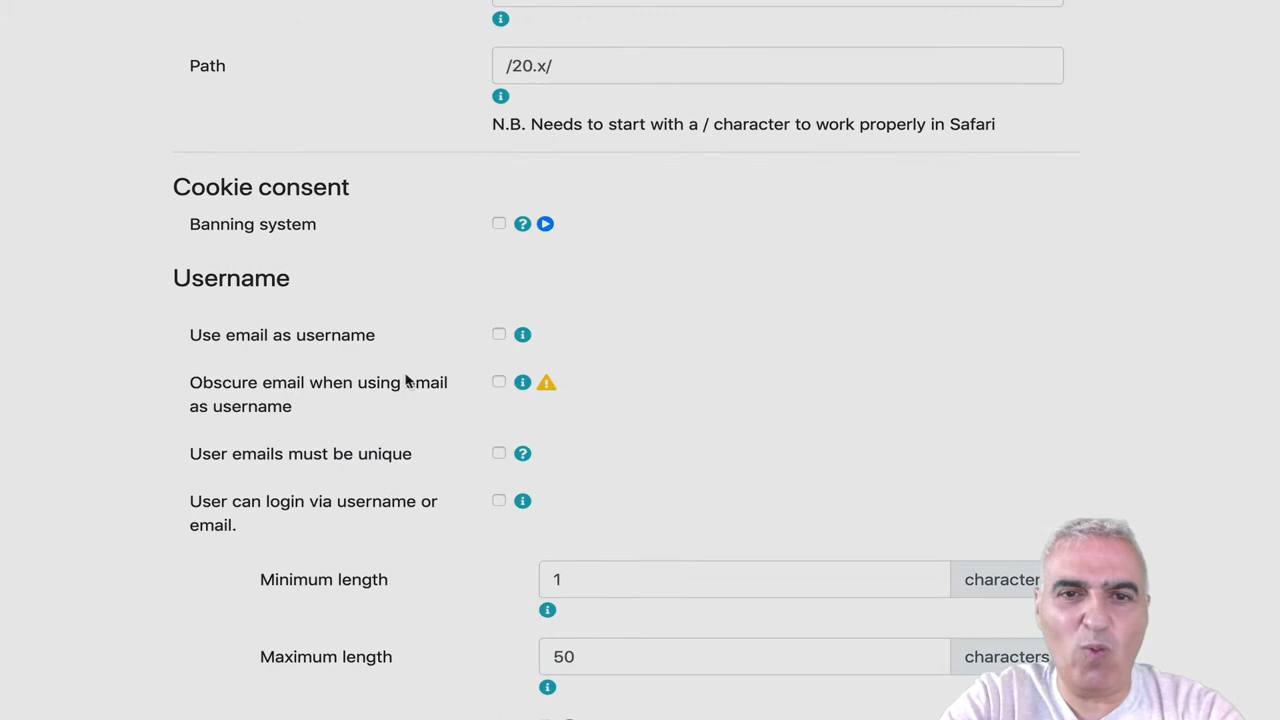 Path
/20.x/
N.B. Needs to start with a / character to work properly in Safari
Cookie consent
Banning system
Username
Use email as username
Obscure email when using email
as username
User emails must be unique
User can login via username or
email.
Minimum length
1
character
Maximum length
50
characters